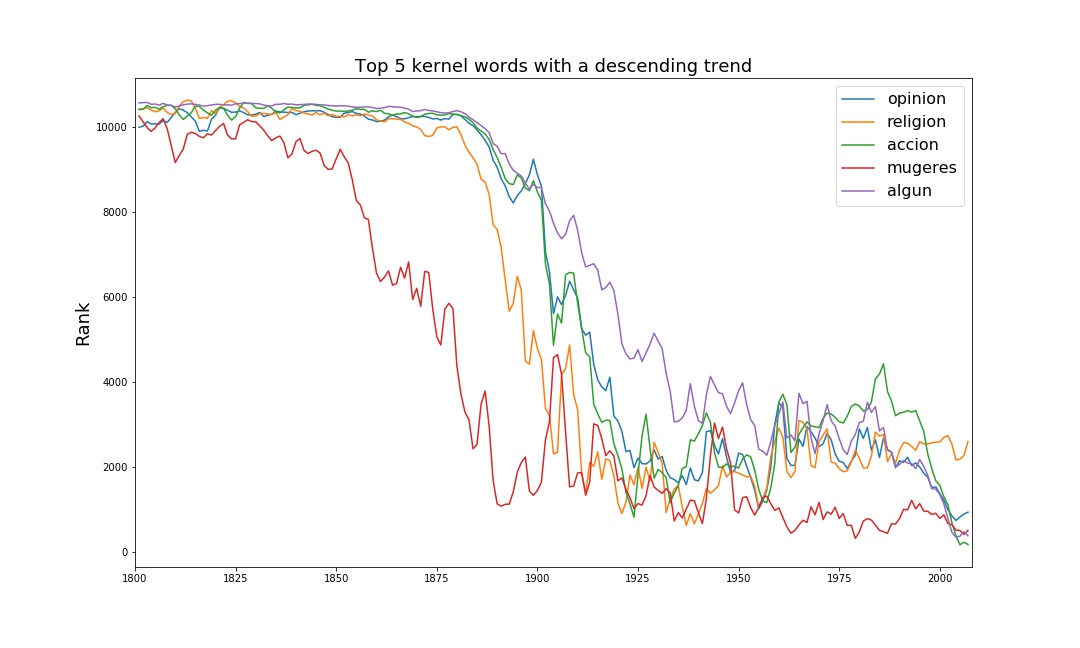 Top 5 kernel words with a descending trend
opinion
religion
accion
mugeres
algun
Rank
10000
8000
6000
4000
2000
0
1800
1825
1850
1875
1900
1925
1950
1975
2000